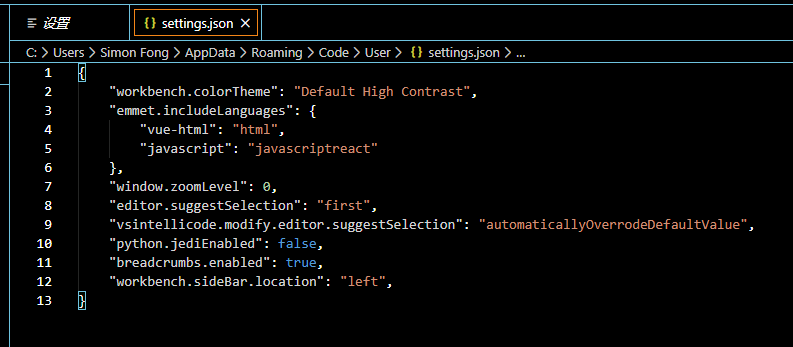 设置 settings.json
C: > Users > Simon Fong > AppData > Roaming > Code > User > {} settings.json > ...
1 {
2     "workbench.colorTheme": "Default High Contrast",
3     "emmet.includeLanguages": {
4         "vue-html": "html",
5         "javascript": "javascriptreact"
6     },
7     "window.zoomLevel": 0,
8     "editor.suggestSelection": "first",
9     "vsintellicode.modify.editor.suggestSelection": "automaticallyOverrodeDefaultValue",
10     "python.jediEnabled": false,
11     "breadcrumbs.enabled": true,
12     "workbench.sideBar.location": "left",
13 }